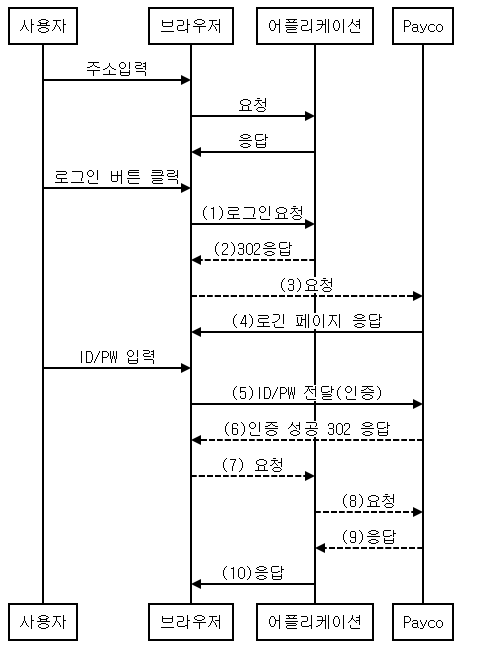 사용자 브라우저 어플리케이션 Payco
주소입력
요청
응답
로그인 버튼 클릭
(1)로그인요청
(2)302응답
(3)요청
(4)로긴 페이지 응답
ID/PW 입력
(5)ID/PW 전달(인증)
(6)인증 성공 302 응답
(7) 요청
(8)요청
(9)응답
(10)응답
사용자 브라우저 어플리케이션 Payco